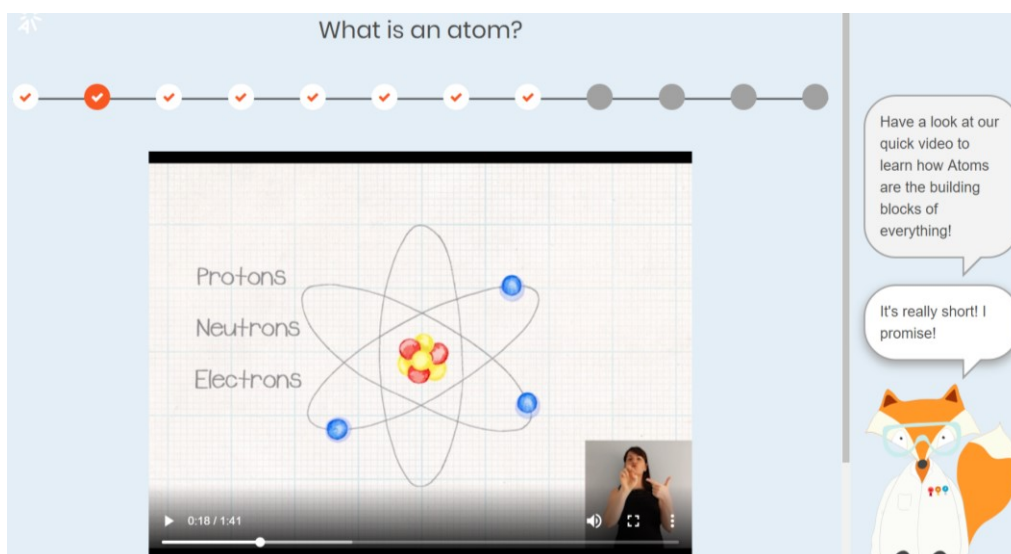 What is an atom?
Protons
Neutrons
Electrons
0:18 / 1:41
Have a look at our
quick video to
learn how Atoms
are the building
blocks of
everything!
It's really short! I
promise!